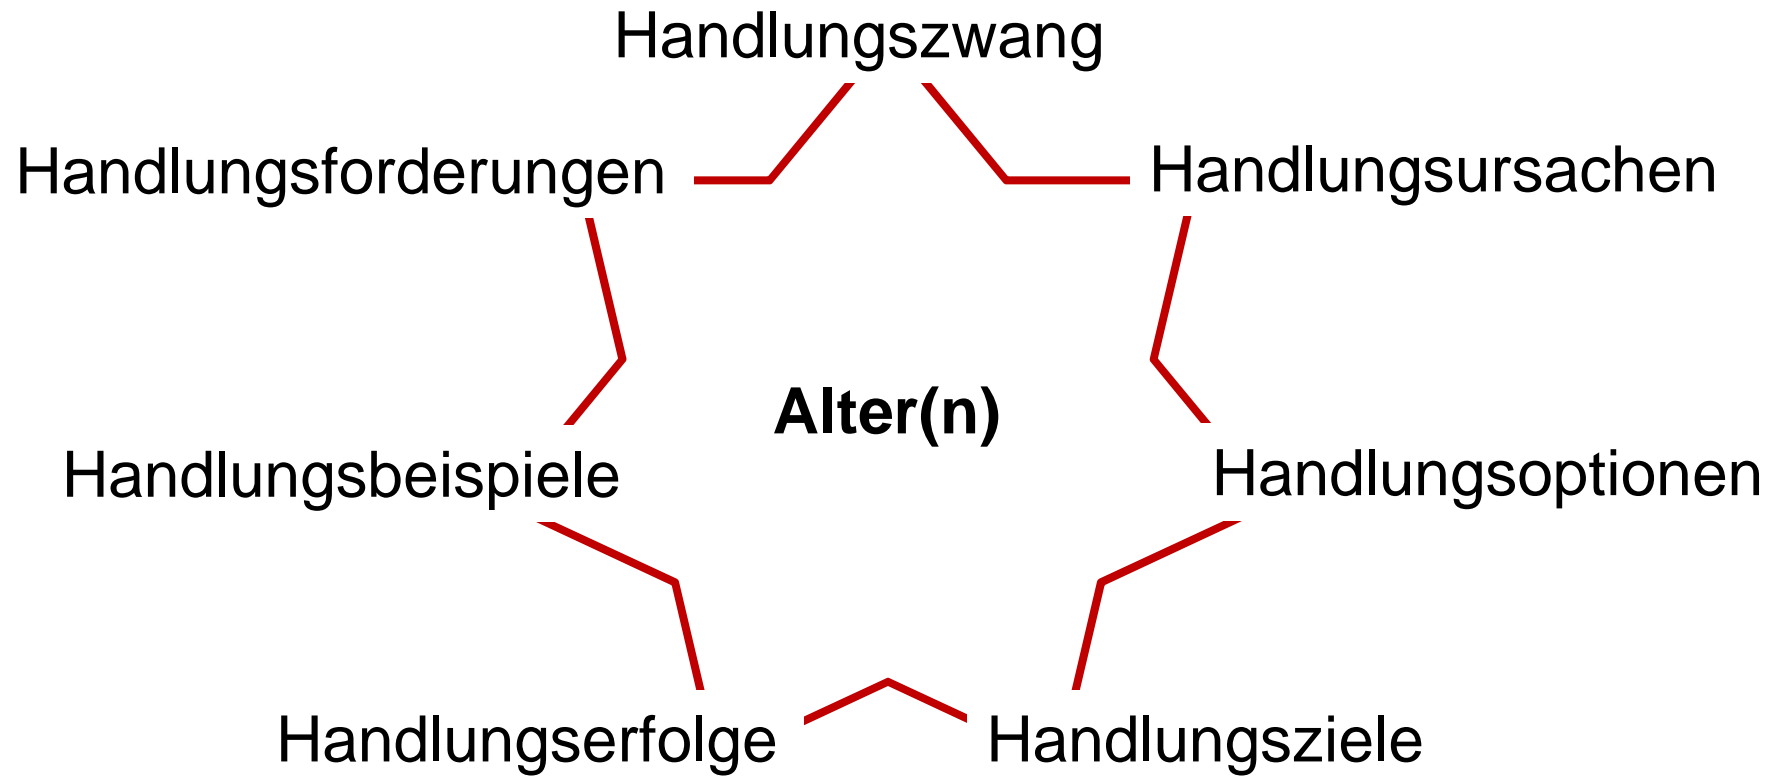 Handlungszwang
Handlungsforderungen
Handlungsursachen
Alter(n)
Handlungsbeispiele
Handlungsoptionen
Handlungserfolge
Handlungsziele